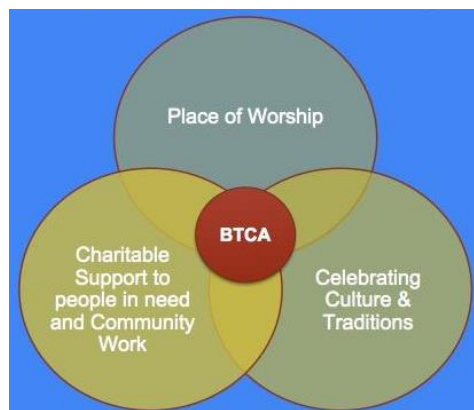 Place of Worship
BTCA
Charitable
Support to
people in need
and Community
Work
Celebrating
Culture &
Traditions